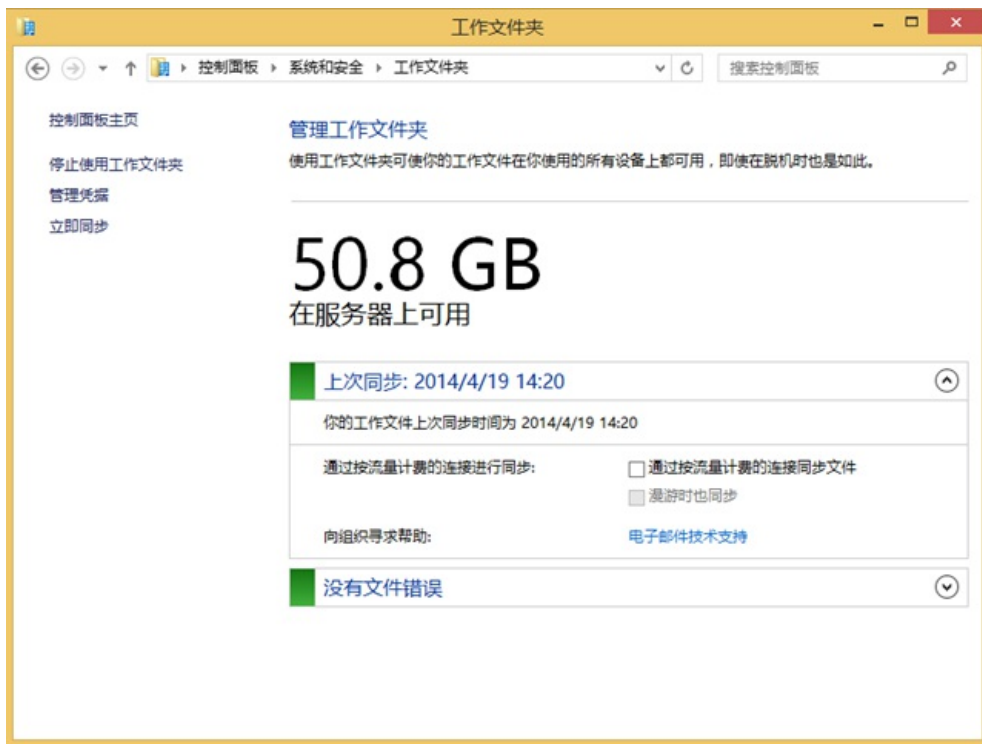 工作文件夹
控制面板 系统和安全 工作文件夹
搜索控制面板
控制面板主页
停止使用工作文件夹
管理凭据
立即同步
管理工作文件夹
使用工作文件夹可使你的工作文件在你使用的所有设备上都可用，即使在脱机时也是如此。
50.8 GB
在服务器上可用
上次同步: 2014/4/19 14:20
你的工作文件上次同步时间为 2014/4/19 14:20
通过按流量计费的连接进行同步:
通过按流量计费的连接同步文件
漫游时也同步
向组织寻求帮助:
电子邮件技术支持
没有文件错误